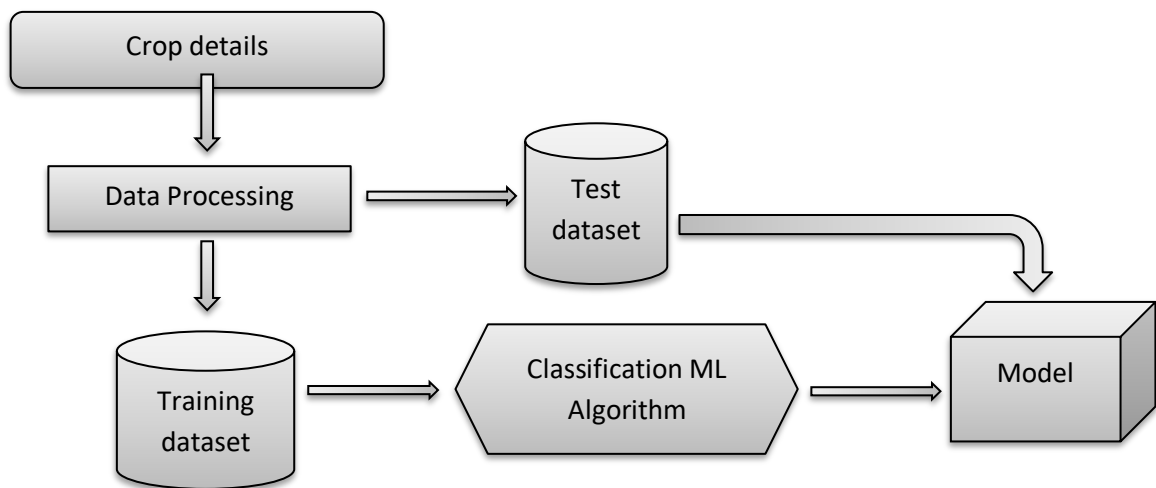 Crop details
Data Processing
Test
dataset
Training
dataset
Classification ML
Algorithm
Model